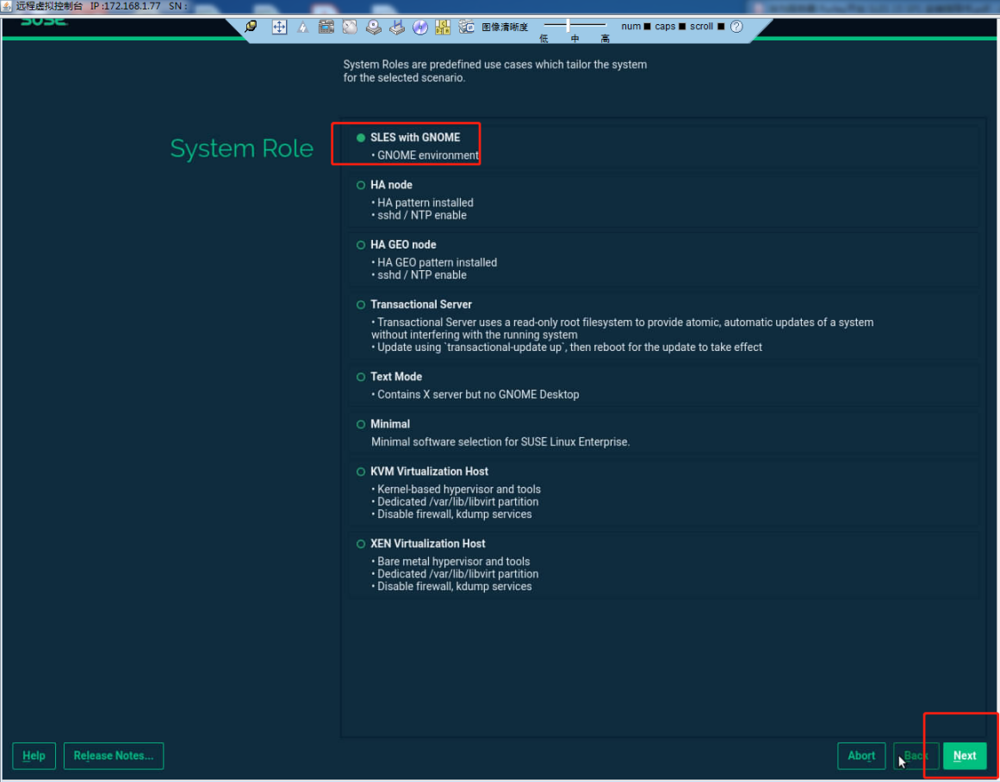 远程虚拟控制台 IP :172.168.1.77 SN :
SUSE
图像清晰度
低 中 高
num caps scroll
System Roles are predefined use cases which tailor the system
for the selected scenario.
System Role
SLES with GNOME
• GNOME environment
HA node
• HA pattern installed
• sshd / NTP enable
HA GEO node
• HA GEO pattern installed
• sshd / NTP enable
Transactional Server
• Transactional Server uses a read-only root filesystem to provide atomic, automatic updates of a system
without interfering with the running system
• Update using `transactional-update up`, then reboot for the update to take effect
Text Mode
• Contains X server but no GNOME Desktop
Minimal
Minimal software selection for SUSE Linux Enterprise.
KVM Virtualization Host
• Kernel-based hypervisor and tools
• Dedicated /var/lib/libvirt partition
• Disable firewall, kdump services
XEN Virtualization Host
• Bare metal hypervisor and tools
• Dedicated /var/lib/libvirt partition
• Disable firewall, kdump services
Help Release Notes... Abort Back Next